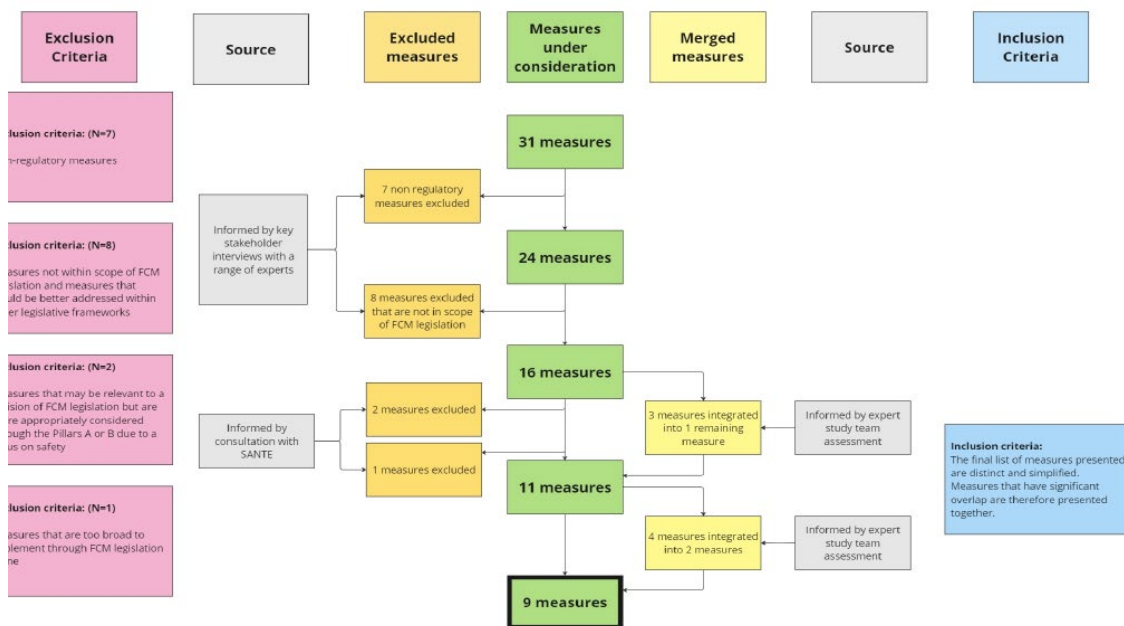 Exclusion
Criteria
Source
Excluded
measures
Measures
under
consideration
Merged
measures
Source
Inclusion
Criteria
clusion criteria: (N=7)
n-regulatory measures
clusion criteria: (N=8)
asures not within scope of FCM
islation and measures that
uld be better addressed within
er legislative frameworks
clusion criteria: (N=2)
asures that may be relevant to a
vision of FCM legislation but are
re appropriately considered
ough the Pillars A or B due to a
us on safety
clusion criteria: (N=1)
asures that are too broad to
plement through FCM legislation
ne
Informed by key
stakeholder
interviews with a
range of experts
Informed by
consultation with
SANTE
7 non regulatory
measures excluded
8 measures excluded
that are not in scope
of FCM legislation
2 measures excluded
1 measures excluded
31 measures
24 measures
16 measures
11 measures
9 measures
3 measures integrated
into 1 remaining
measure
4 measures integrated
into 2 measures
Informed by expert
study team
assessment
Informed by expert
study team
assessment
Inclusion criteria:
The final list of measures presented
are distinct and simplified.
Measures that have significant
overlap are therefore presented
together.